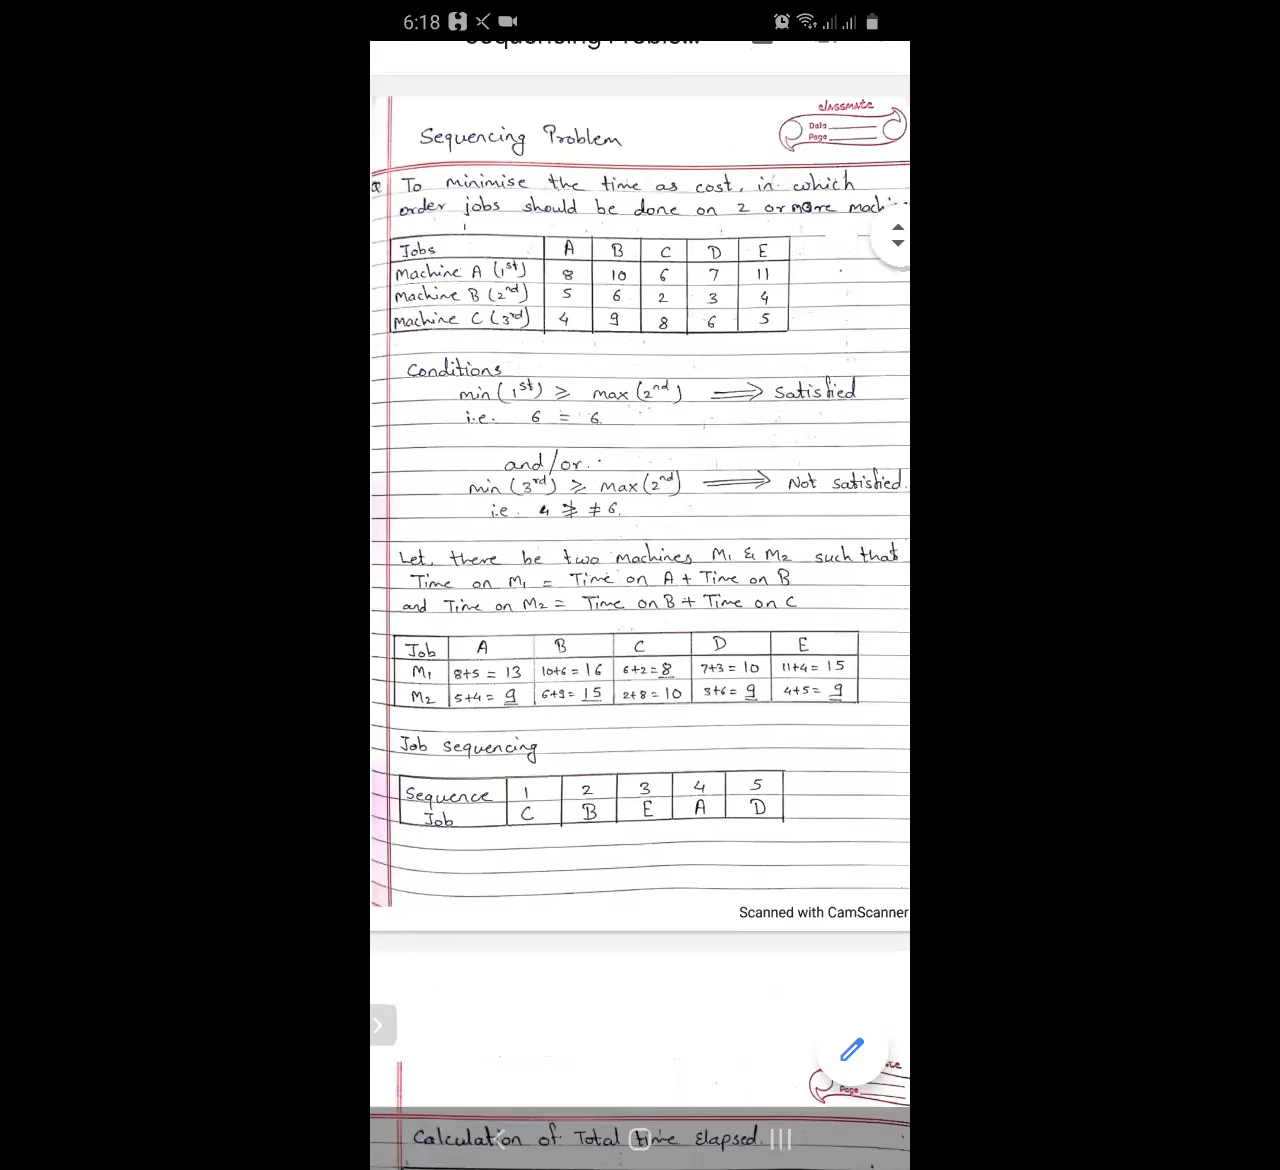 6:18
Sequencing Proble...
classmate
Date
Page
Sequencing Problem
To minimise the time as cost, in which
order jobs should be done on 2 or more machi
Jobs A B C D E
Machine A (1st) 8 10 6 7 11
Machine B (2nd) 5 6 2 3 4
Machine C (3rd) 4 9 8 6 5
Conditions
min (1st) ⩾ max (2nd) ⟹ Satisfied
i.e. 6 = 6
and/or
min (3rd) ⩾ max (2nd) ⟹ Not satisfied.
i.e. 4 ⩾̸ ≠ 6.
Let, there be two machines M1 & M2 such that
Time on M1 = Time on A + Time on B
and Time on M2 = Time on B + Time on C
Job A B C D E
M1 8+5 = 13 10+6 = 16 6+2 = 8 7+3 = 10 11+4 = 15
M2 5+4 = 9 6+9 = 15 2+8 = 10 3+6 = 9 4+5 = 9
Job sequencing
Sequence 1 2 3 4 5
Job C B E A D
Scanned with CamScanner
Page
Calculation of Total time Elapsed.